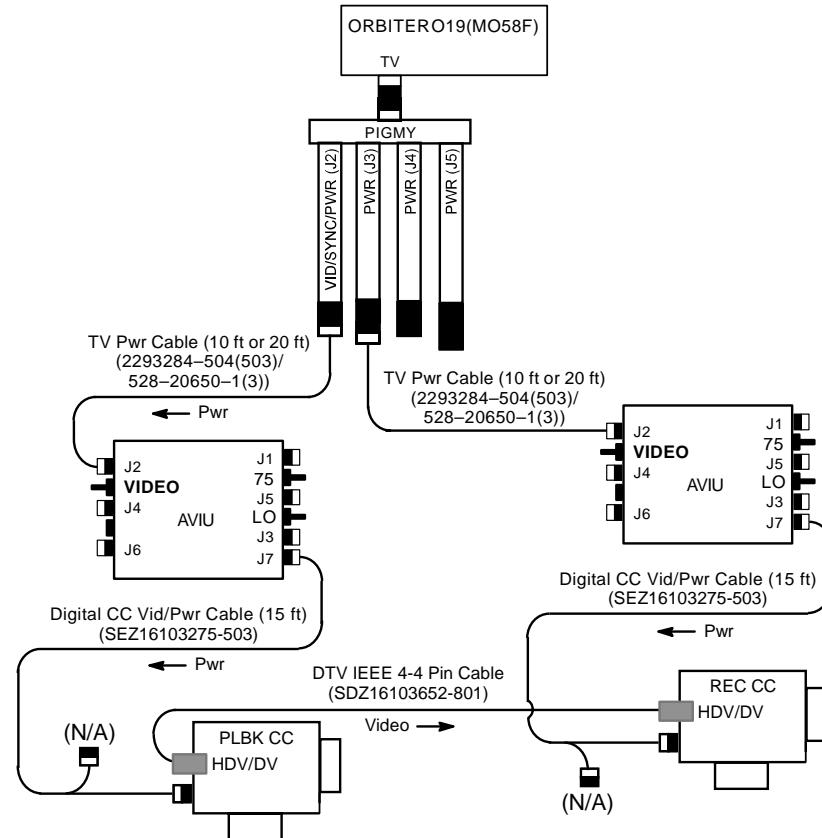 ORBITER O19(MO58F)
TV
PIGMY
VID/SYNC/PWR (J2)
PWR (J3)
PWR (J4)
PWR (J5)
TV Pwr Cable (10 ft or 20 ft)
(2293284–504(503)/
528–20650–1(3))
Pwr
TV Pwr Cable (10 ft or 20 ft)
(2293284–504(503)/
528–20650–1(3))
J2
VIDEO
J4
J6
AVIU
J1
75
J5
LO
J3
J7
J2
VIDEO
J4
J6
AVIU
J1
75
J5
LO
J3
J7
Digital CC Vid/Pwr Cable (15 ft)
(SEZ16103275-503)
Pwr
Digital CC Vid/Pwr Cable (15 ft)
(SEZ16103275-503)
Pwr
DTV IEEE 4-4 Pin Cable
(SDZ16103652-801)
Video
(N/A)
PLBK CC
HDV/DV
REC CC
HDV/DV
(N/A)